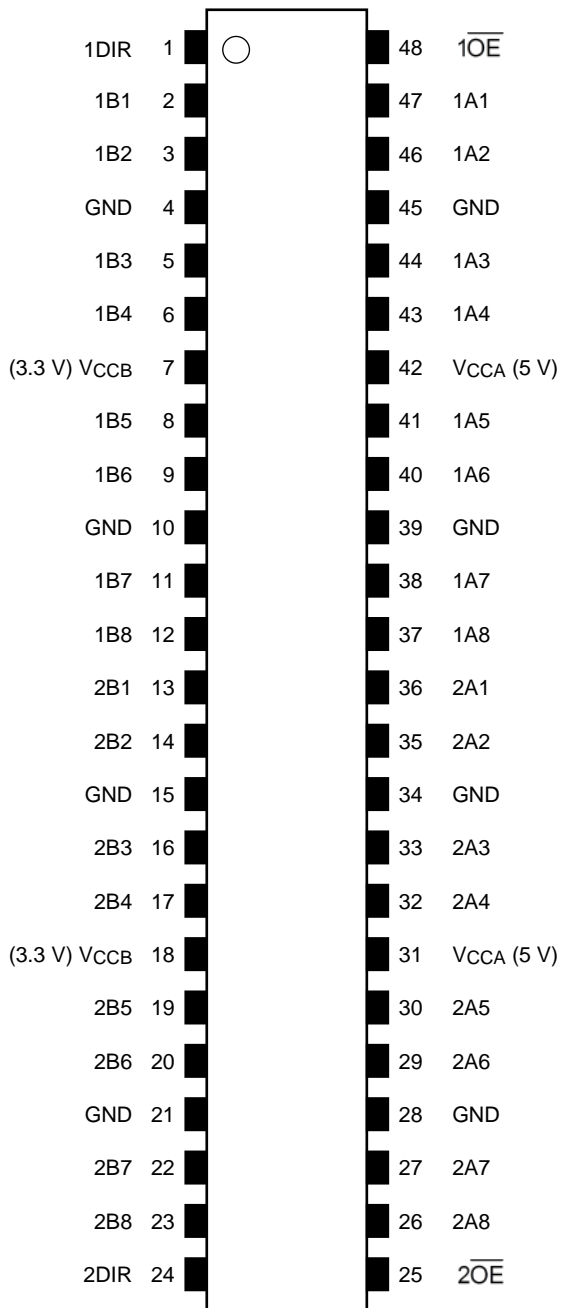 1DIR 1 48 1O̅E̅
1B1 2 47 1A1
1B2 3 46 1A2
GND 4 45 GND
1B3 5 44 1A3
1B4 6 43 1A4
(3.3 V) VCCB 7 42 VCCA (5 V)
1B5 8 41 1A5
1B6 9 40 1A6
GND 10 39 GND
1B7 11 38 1A7
1B8 12 37 1A8
2B1 13 36 2A1
2B2 14 35 2A2
GND 15 34 GND
2B3 16 33 2A3
2B4 17 32 2A4
(3.3 V) VCCB 18 31 VCCA (5 V)
2B5 19 30 2A5
2B6 20 29 2A6
GND 21 28 GND
2B7 22 27 2A7
2B8 23 26 2A8
2DIR 24 25 2O̅E̅